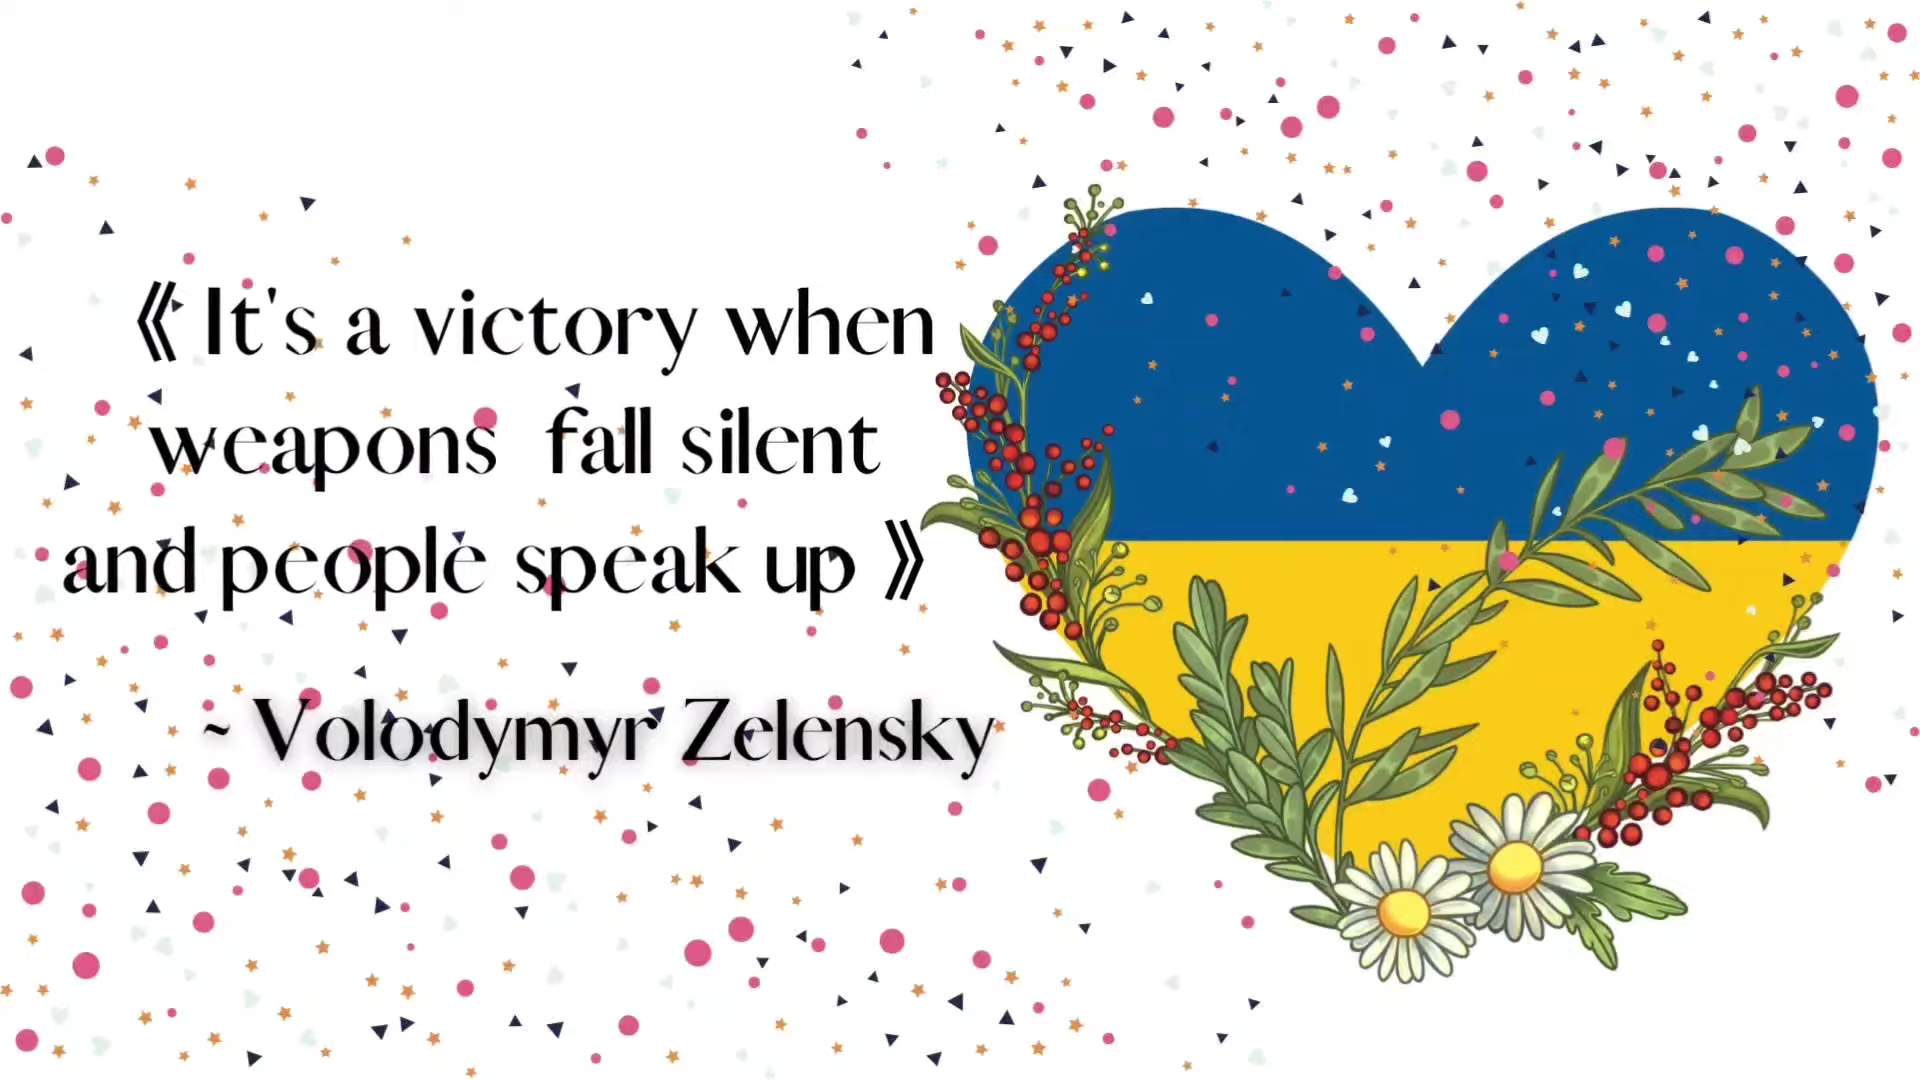 《 It's a victory when
weapons fall silent
and people speak up 》
~ Volodymyr Zelensky